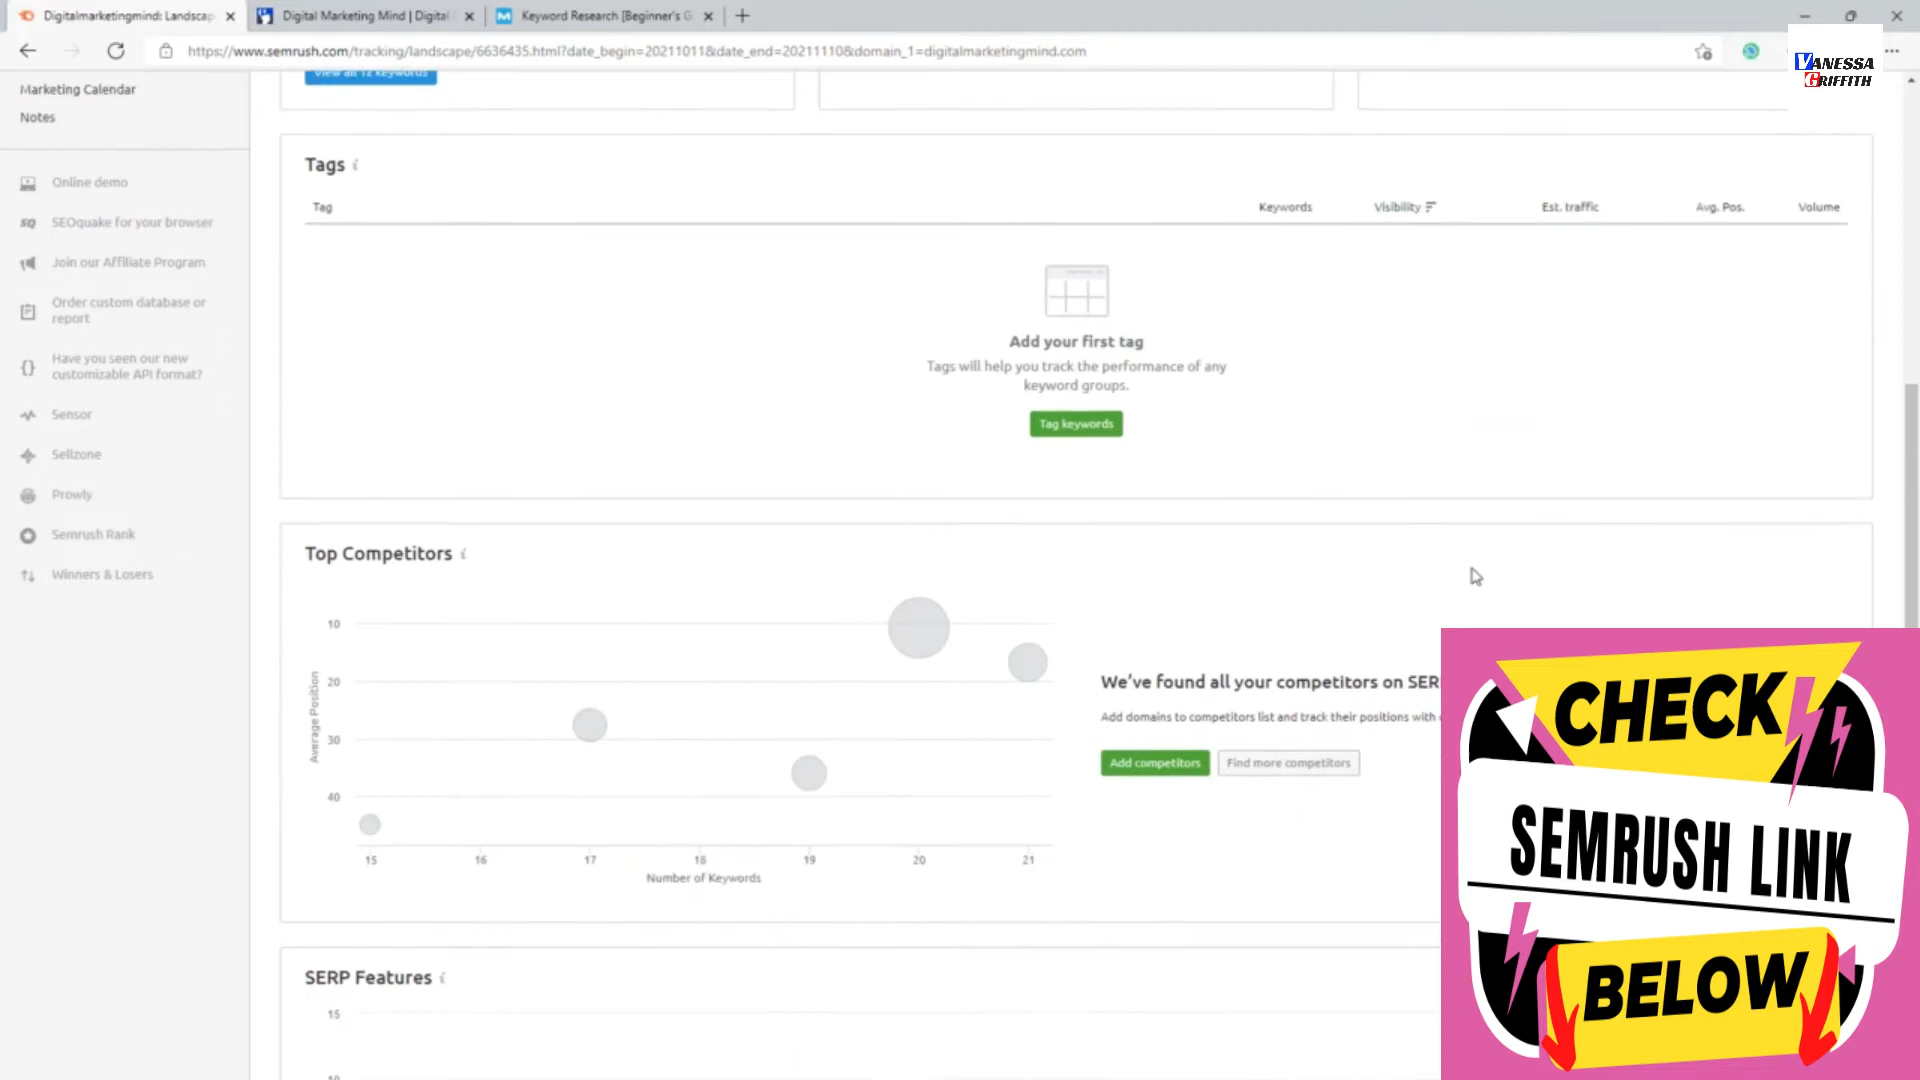 Digitalmarketingmind: Landscap
Digital Marketing Mind | Digital
Keyword Research [Beginner's G
https://www.semrush.com/tracking/landscape/6636435.html?date_begin=20211011&date_end=20211110&domain_1=digitalmarketingmind.com
VANESSA
GRIFFITH
Marketing Calendar
Notes
Online demo
SQ SEOquake for your browser
Join our Affiliate Program
Order custom database or
report
Have you seen our new
customizable API format?
Sensor
Sellzone
Prowly
Semrush Rank
Winners & Losers
View all 12 keywords
Tags i
Tag Keywords Visibility Est. traffic Avg. Pos. Volume
Add your first tag
Tags will help you track the performance of any
keyword groups.
Tag keywords
Top Competitors i
10
20
30
40
Average Position
15 16 17 18 19 20 21
Number of Keywords
We've found all your competitors on SER
Add domains to competitors list and track their positions with
Add competitors Find more competitors
SERP Features i
15
10
CHECK
SEMRUSH LINK
BELOW